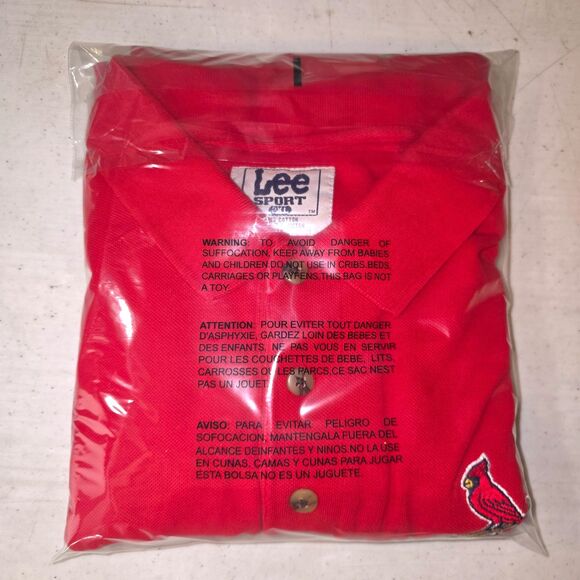 Lee
SPORT
™
COTTON
WARNING: TO AVOID DANGER OF
SUFFOCATION, KEEP AWAY FROM BABIES
AND CHILDREN.DO NOT USE IN CRIBS.BEDS,
CARRIAGES OR PLAYPENS.THIS BAG IS NOT
A TOY.
ATTENTION: POUR EVITER TOUT DANGER
D'ASPHYXIE, GARDEZ LOIN DES BEBES ET
DES ENFANTS. NE PAS VOUS EN SERVIR
POUR LES COUCHETTES DE BEBE, LITS.
CARROSSES OU LES PARCS,CE SAC NEST
PAS UN JOUET.
AVISO: PARA EVITAR PELIGRO DE
SOFOCACION, MANTENGALA FUERA DEL
ALCANCE DEINFANTES Y NINOS NO LA USE
EN CUNAS, CAMAS Y CUNAS PARA JUGAR
ESTA BOLSA NO ES UN JUGUETE.